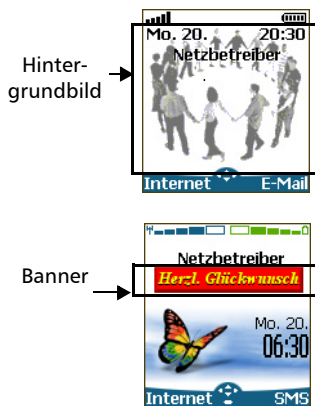 Mo. 20. 20:30
Netzbetreiber
Hinter-
grundbild
Internet E-Mail
Netzbetreiber
Herzl. Glückwunsch
Banner
Mo. 20.
06:30
Internet SMS